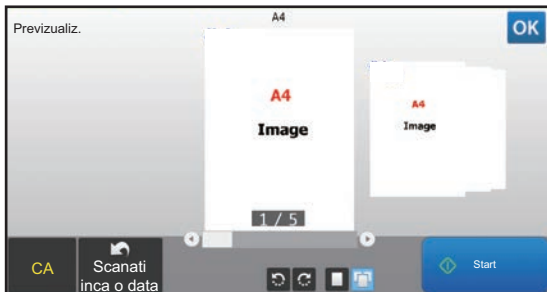 A4
Previzualiz.
OK
A4
Image
A4
Image
1 / 5
CA
Scanati
inca o data
Start